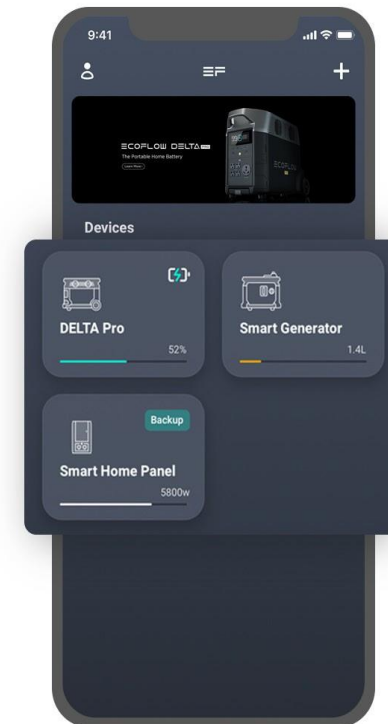 9:41
ECOFLOW DELTA PRO
The Portable Home Battery
Devices
DELTA Pro
52%
Smart Generator
1.4L
Backup
Smart Home Panel
5800w